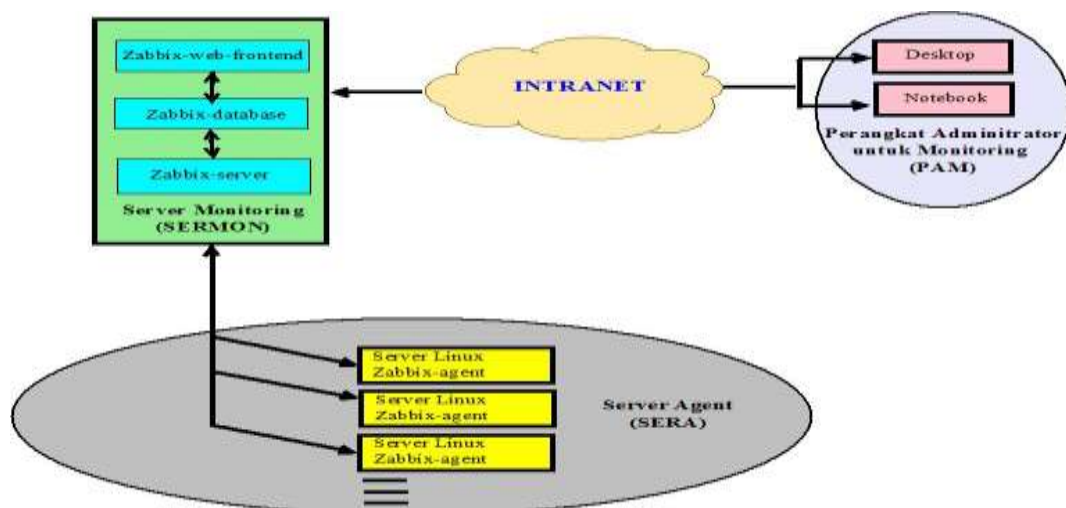 Zabbix-web-frontend
Zabbix-database
Zabbix-server
Server Monitoring
(SERMON)
INTRANET
Desktop
Notebook
Perangkat Adminitrator
untuk Monitoring
(PAM)
Server Linux
Zabbix-agent
Server Linux
Zabbix-agent
Server Linux
Zabbix-agent
Server Agent
(SERA)